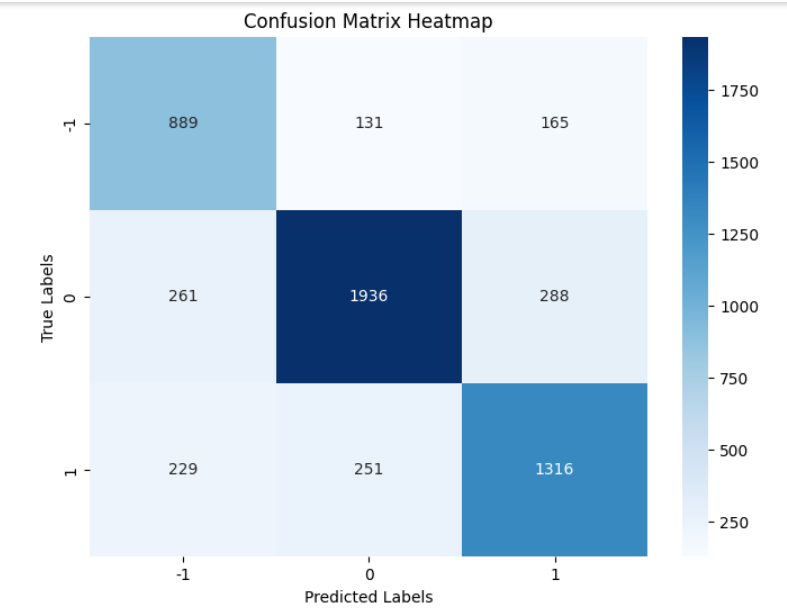 Confusion Matrix Heatmap
-1 889 131 165
0 261 1936 288
1 229 251 1316
-1 0 1
Predicted Labels
True Labels
1750
1500
1250
1000
750
500
250